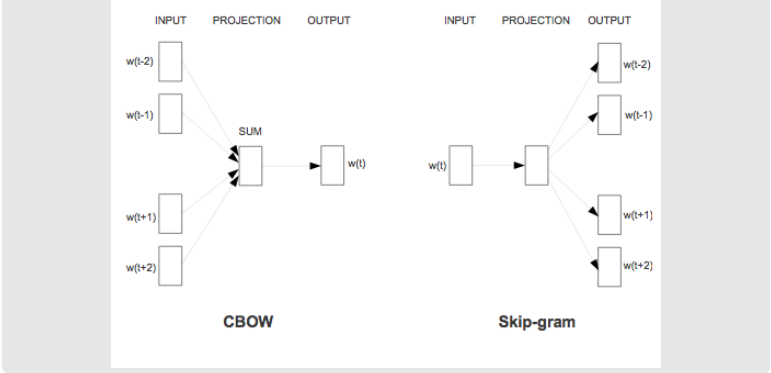 INPUT PROJECTION OUTPUT
w(t-2)
w(t-1)
SUM
w(t)
w(t+1)
w(t+2)
CBOW
INPUT PROJECTION OUTPUT
w(t-2)
w(t-1)
w(t)
w(t+1)
w(t+2)
Skip-gram